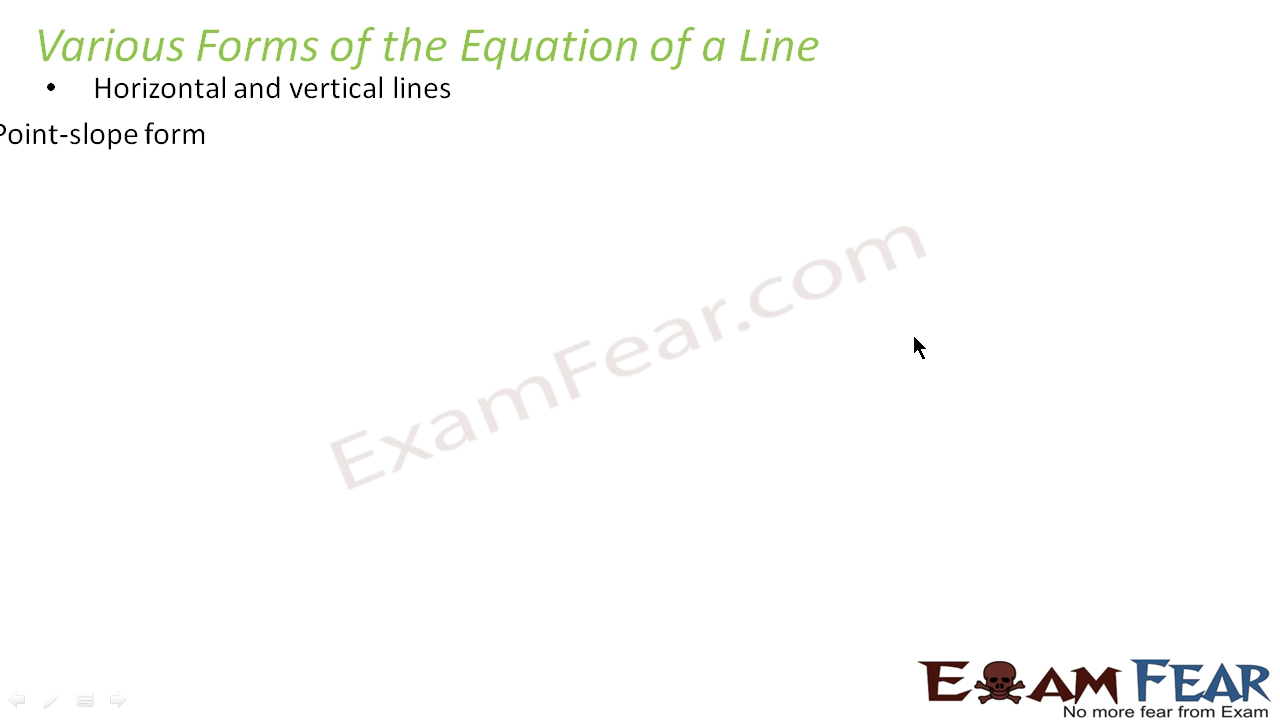 Various Forms of the Equation of a Line
• Horizontal and vertical lines
Point-slope form
ExamFear.com
EXAM FEAR
No more fear from Exam